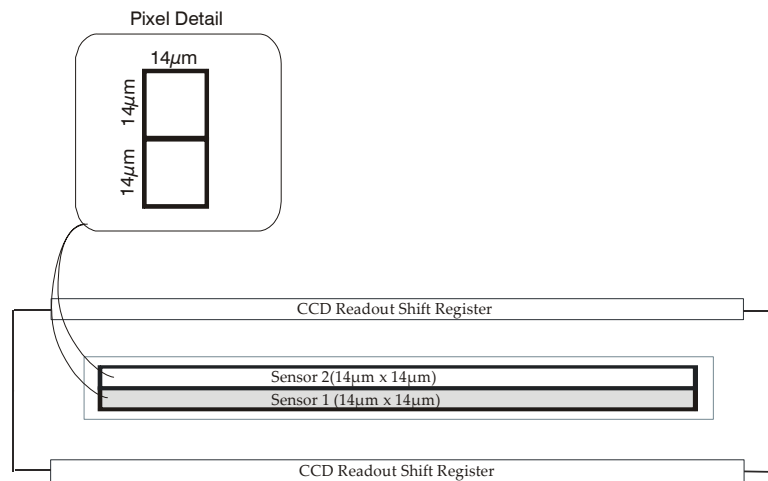 Pixel Detail
14µm
14µm
14µm
CCD Readout Shift Register
Sensor 2(14µm x 14µm)
Sensor 1 (14µm x 14µm)
CCD Readout Shift Register